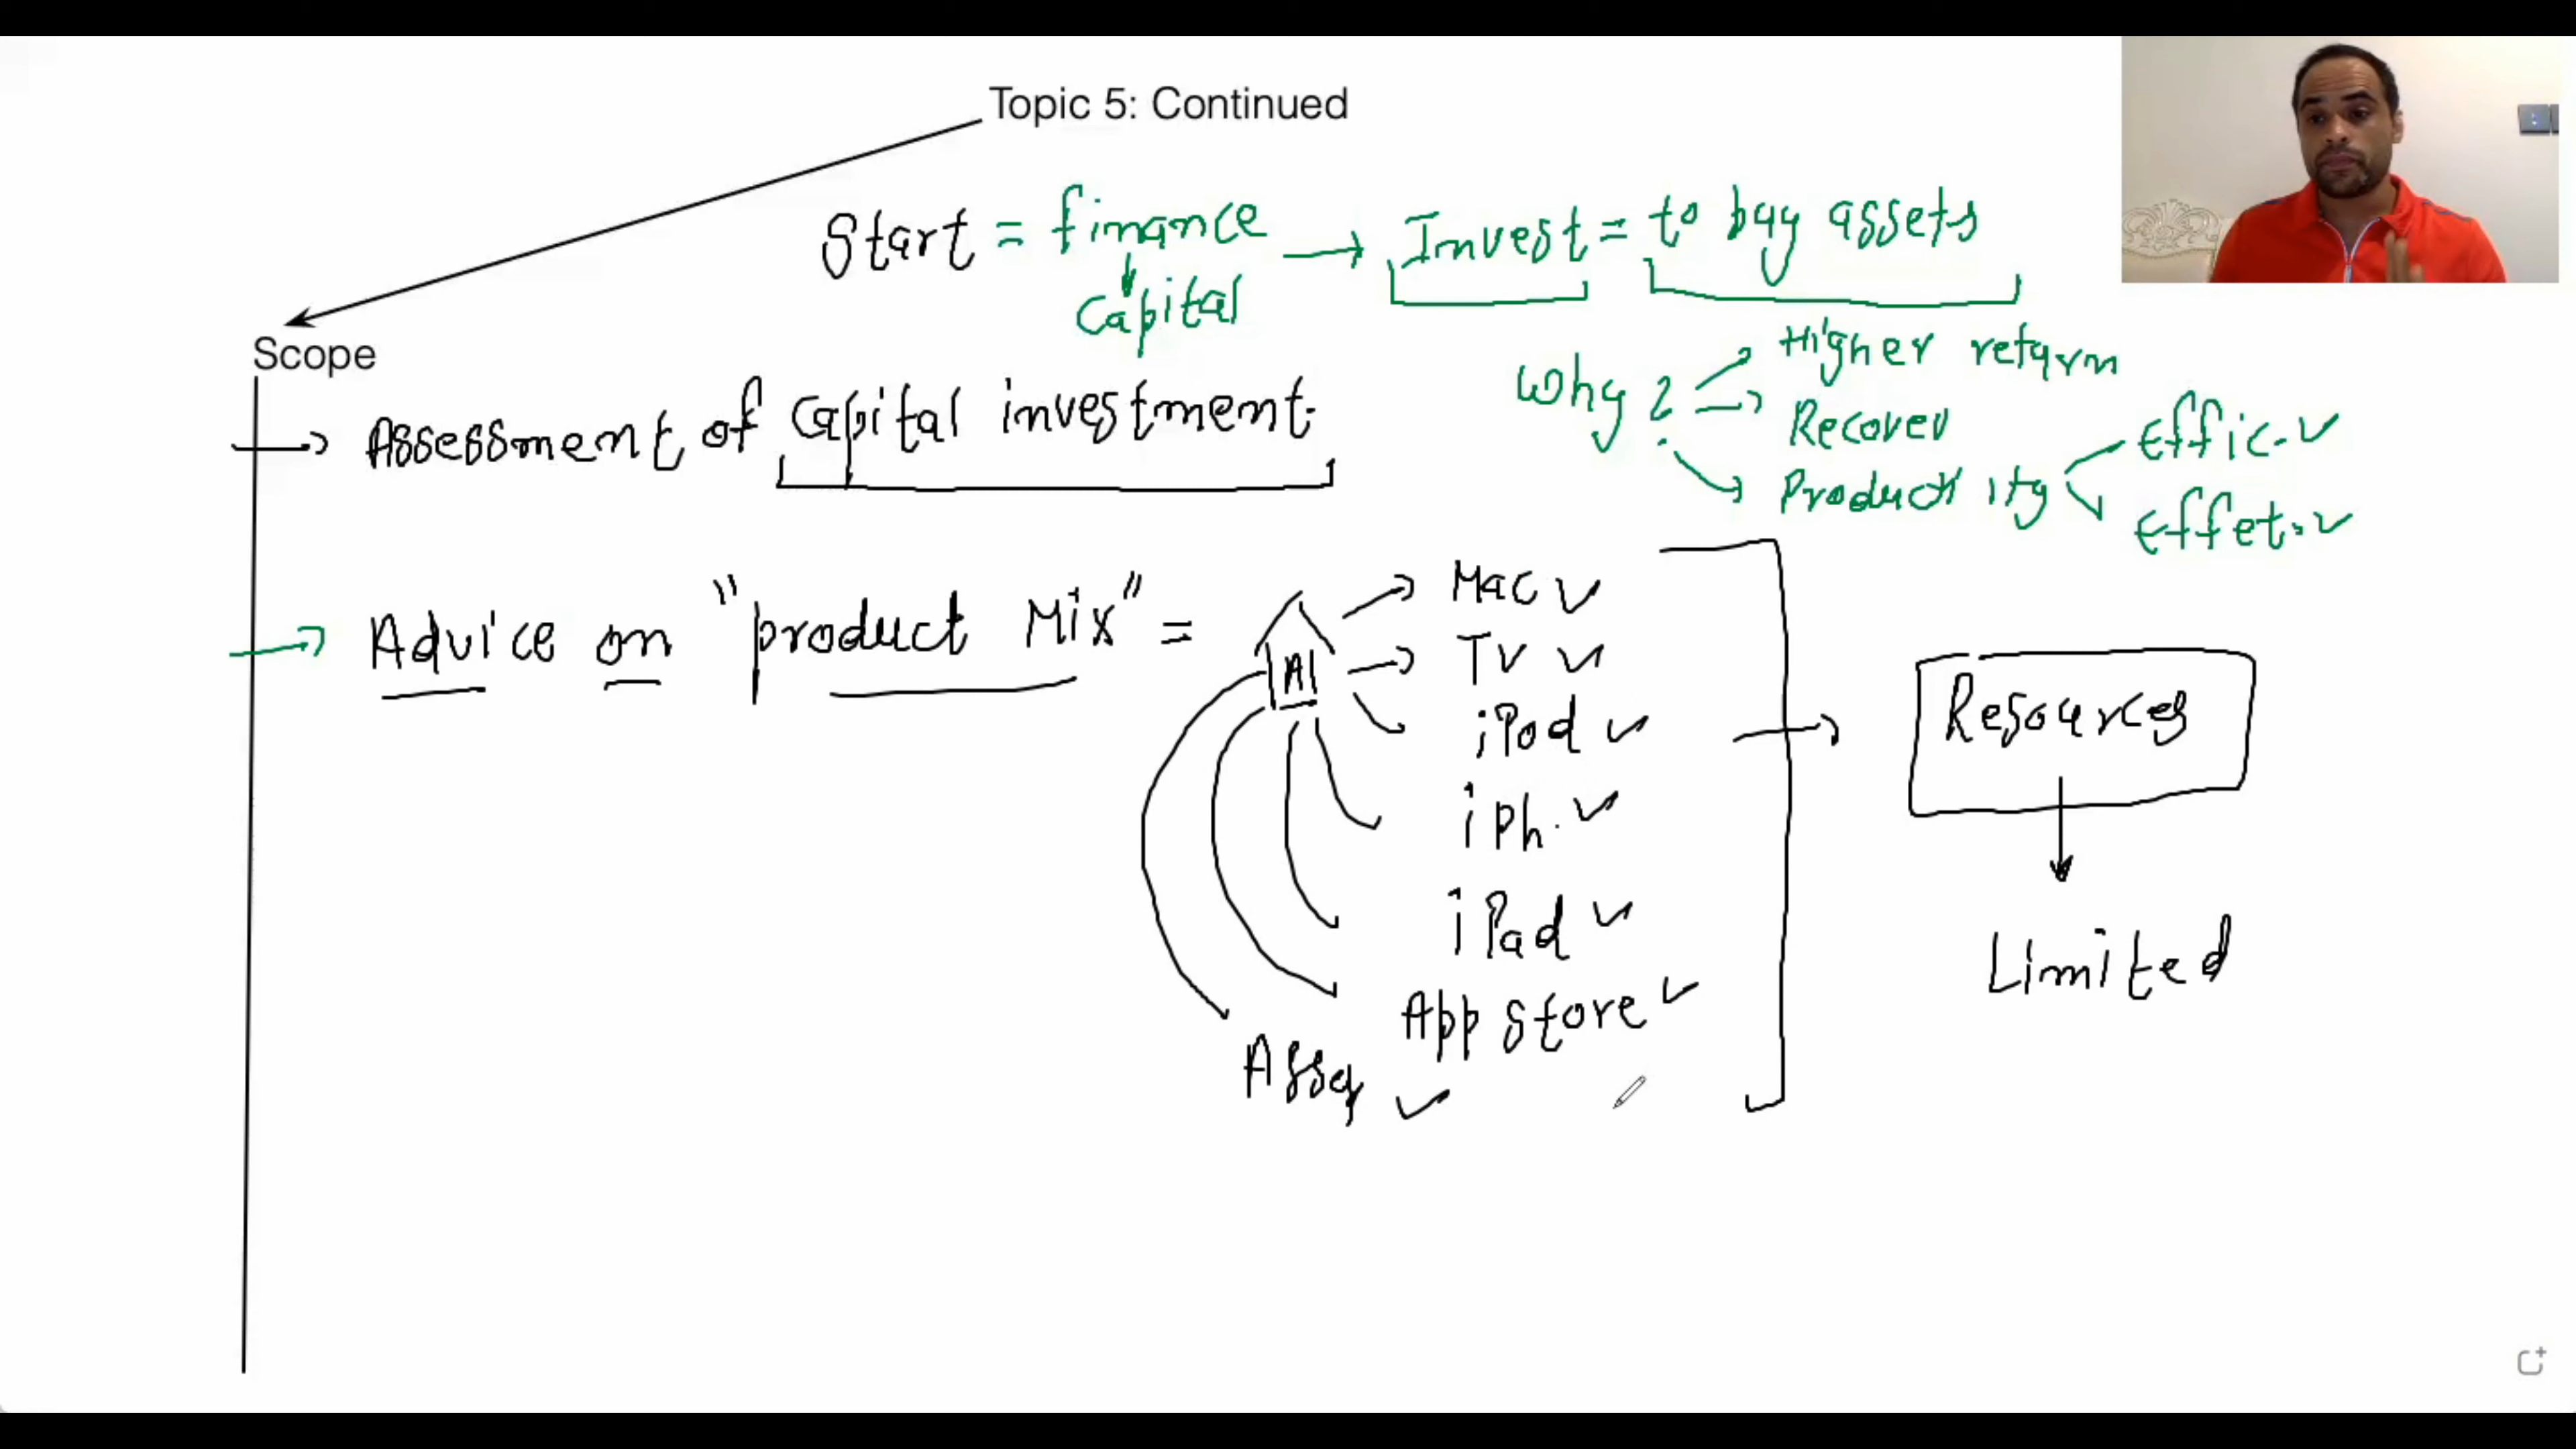 Topic 5: Continued
Start = finance → Invest = to buy assets
Capital
Scope
Why? → Higher return
→ Recover
→ Productivity
Effic. ✓
Effet. ✓
→ Assessment of capital investment.
→ Advice on "product Mix" =
A
Mac ✓
TV ✓
iPod ✓
iph. ✓
iPad ✓
App store ✓
✓
→ Resources
Limited